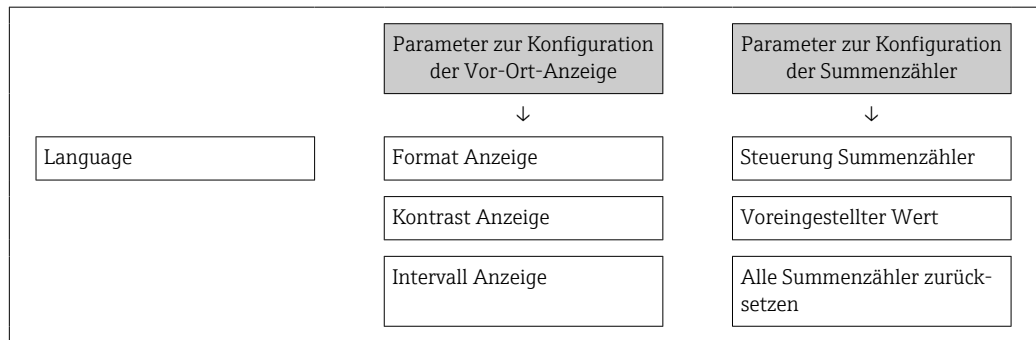 Parameter zur Konfiguration
der Vor-Ort-Anzeige
Parameter zur Konfiguration
der Summenzähler
↓
↓
Language
Format Anzeige
Steuerung Summenzähler
Kontrast Anzeige
Voreingestellter Wert
Intervall Anzeige
Alle Summenzähler zurück-
setzen